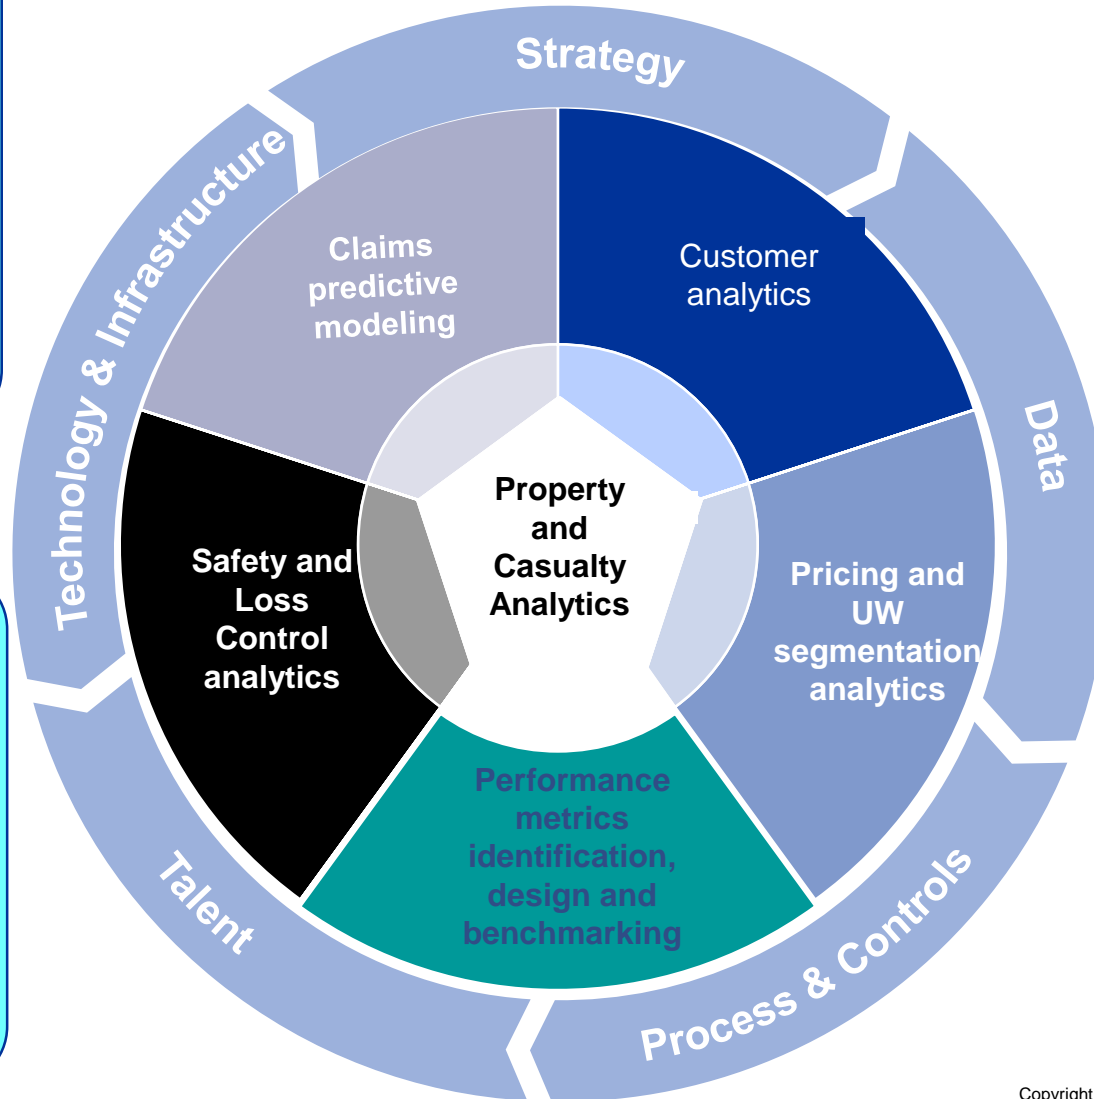 Strategy
Technology & Infrastructure
Claims
predictive
modeling
Customer
analytics
Data
Property
and
Casualty
Analytics
Safety and
Loss
Control
analytics
Pricing and
UW
segmentation
analytics
Performance
metrics
identification,
design and
benchmarking
Talent
Process & Controls
Copyright